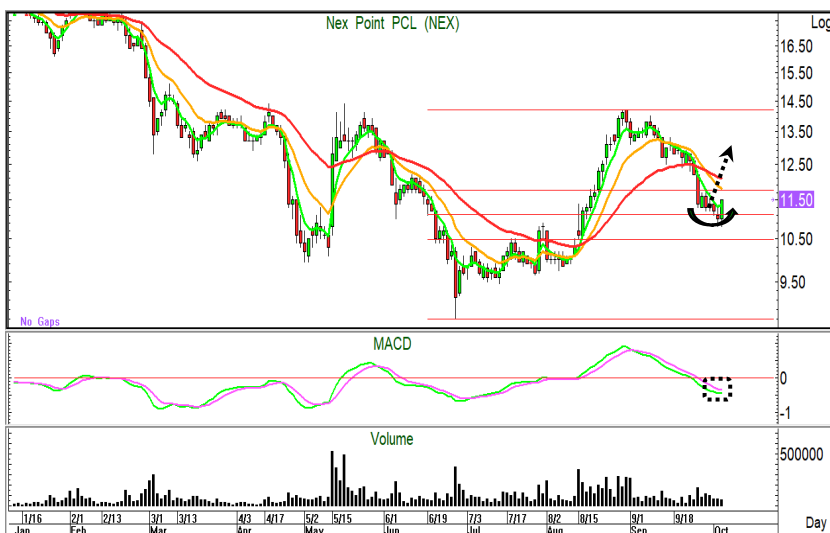 Nex Point PCL (NEX)
Log
16.50
15.50
14.50
13.50
12.50
11.50
10.50
9.50
No Gaps
MACD
0
-1
Volume
500000
1/16 2/1 2/13 3/1 3/13 4/3 4/17 5/2 5/15 6/1 6/19 7/3 7/17 8/2 8/15 9/1 9/18 Oct
Jan Feb Mar Apr May Jun Jul Aug Sep
Day